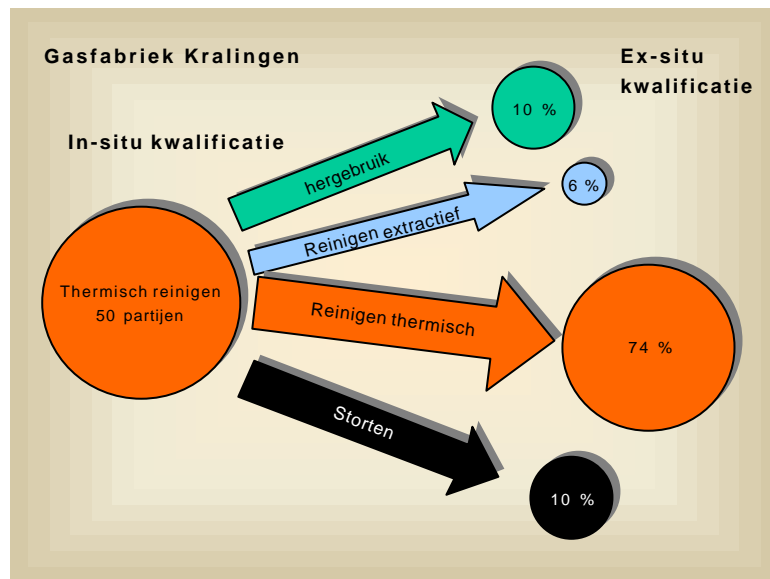 Gasfabriek Kralingen
Ex-situ
kwalificatie
In-situ kwalificatie
hergebruik
10 %
Reinigen extractief
6 %
Thermisch reinigen
50 partijen
Reinigen thermisch
74 %
Storten
10 %